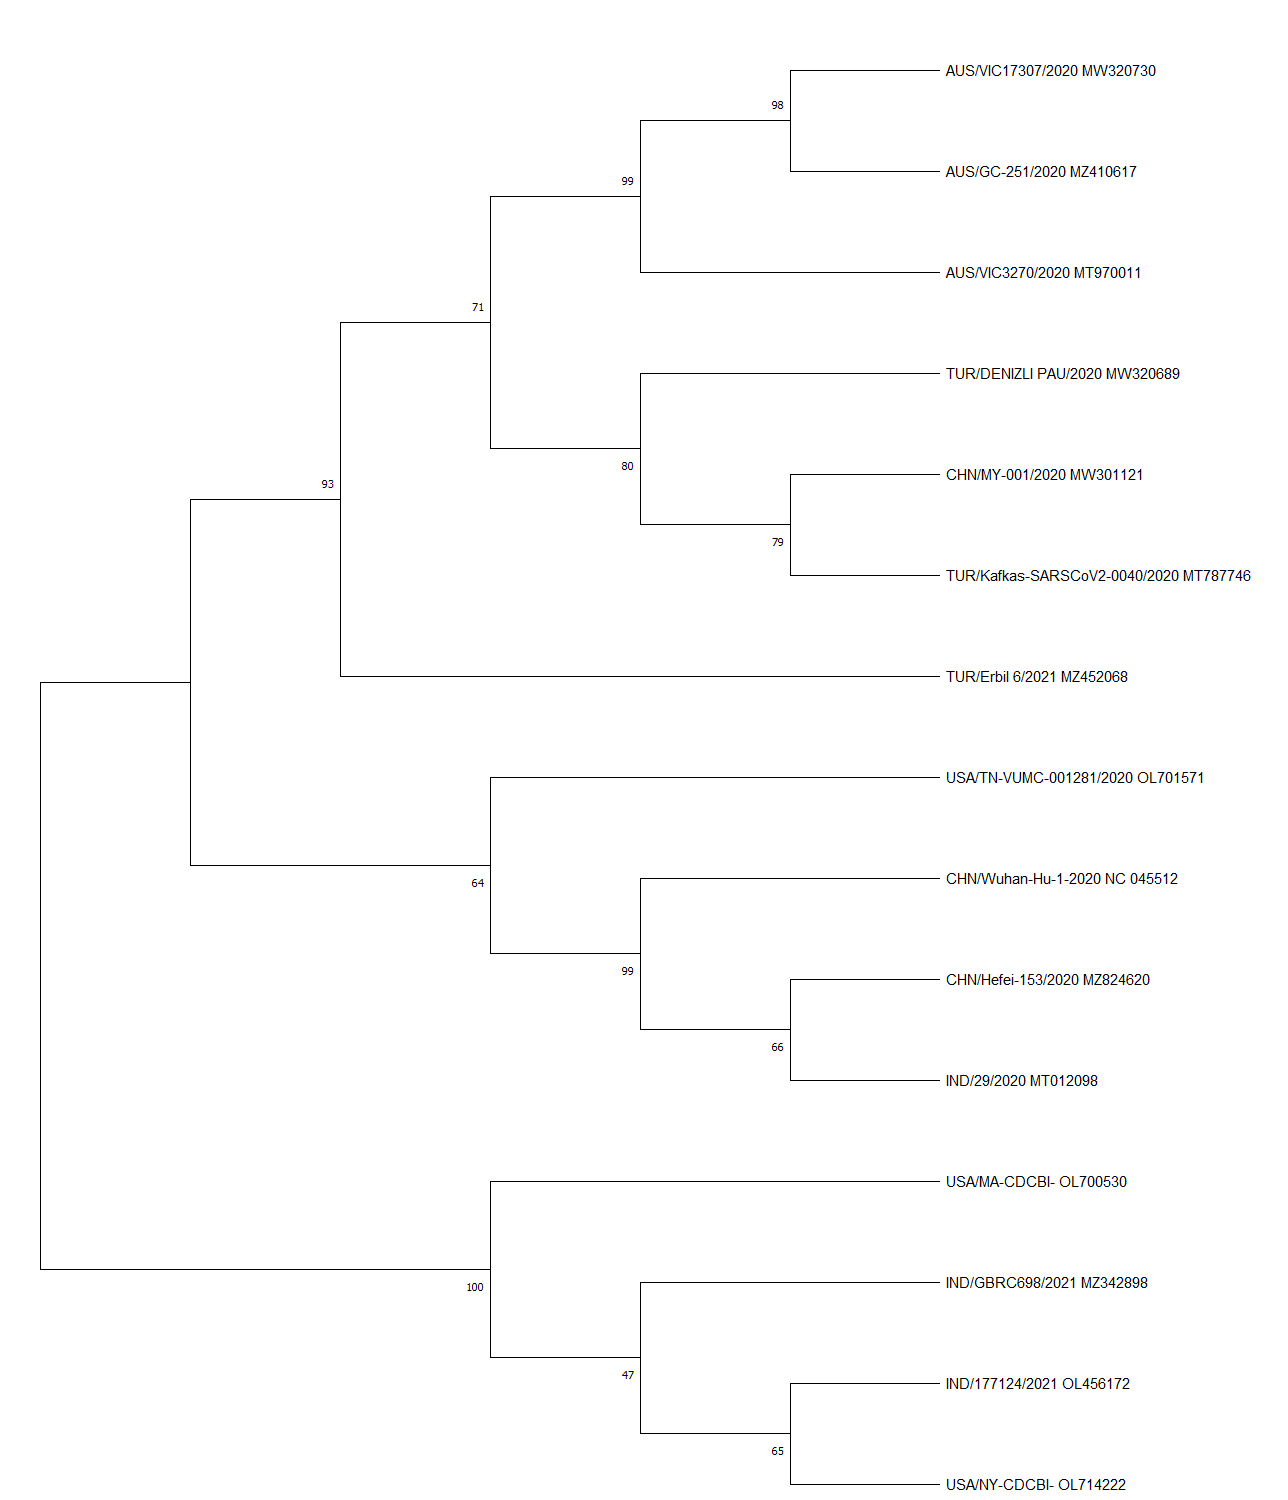 AUS/VIC17307/2020 MW320730
98
AUS/GC-251/2020 MZ410617
99
AUS/VIC3270/2020 MT970011
71
TUR/DENIZLI PAU/2020 MW320689
80
CHN/MY-001/2020 MW301121
93
79
TUR/Kafkas-SARSCoV2-0040/2020 MT787746
TUR/Erbil 6/2021 MZ452068
USA/TN-VUMC-001281/2020 OL701571
64
CHN/Wuhan-Hu-1-2020 NC 045512
99
CHN/Hefei-153/2020 MZ824620
66
IND/29/2020 MT012098
USA/MA-CDCBI- OL700530
100
IND/GBRC698/2021 MZ342898
47
IND/177124/2021 OL456172
65
USA/NY-CDCBI- OL714222